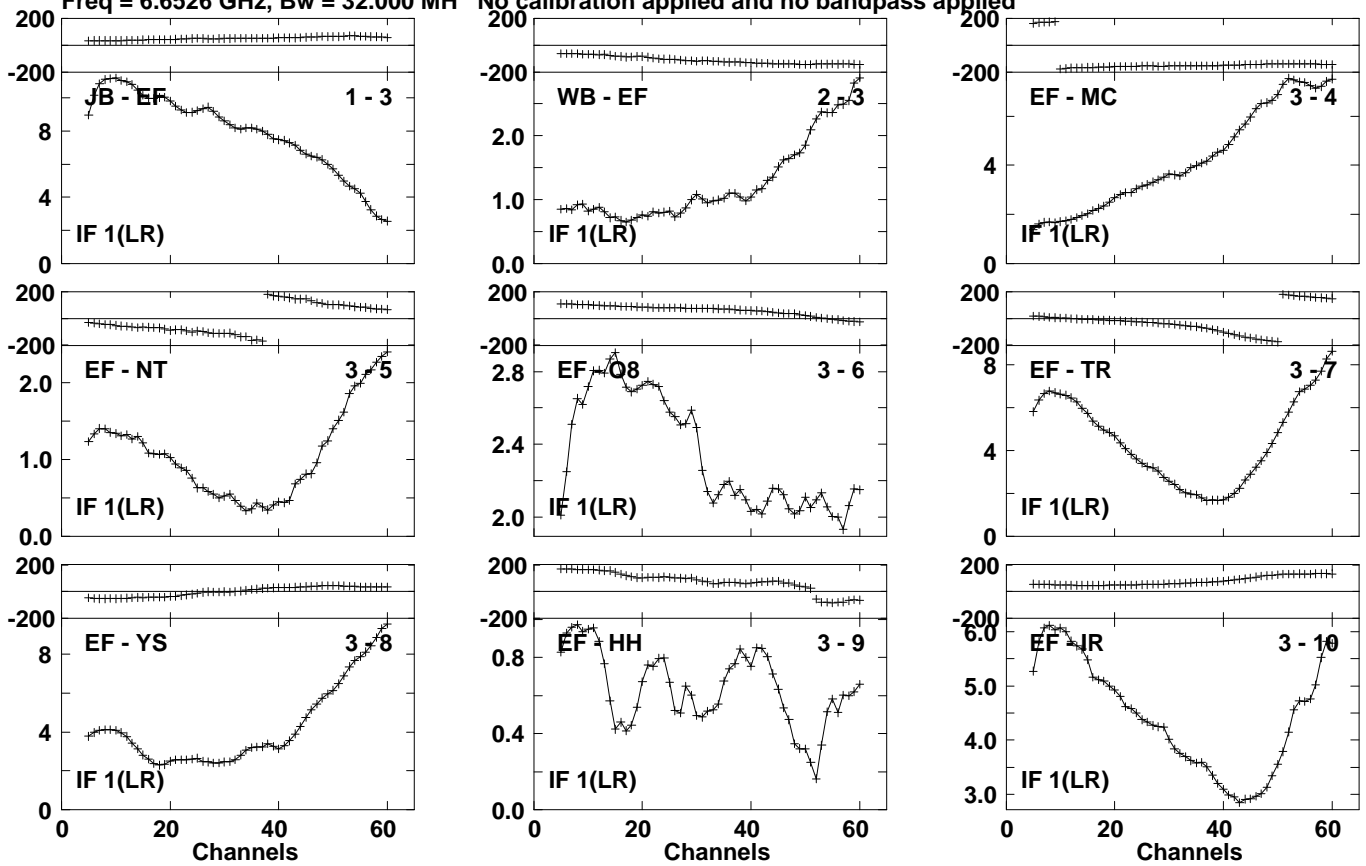 Freq = 6.6526 GHz, Bw = 32.000 MH No calibration applied and no bandpass applied
200
-200
JB - EF 1 - 3
8
4
0
IF 1(LR)
200
-200
WB - EF 2 - 3
2.0
1.0
0.0
IF 1(LR)
200
-200
EF - MC 3 - 4
4
0
IF 1(LR)
200
-200
EF - NT 3 - 5
2.0
1.0
0.0
IF 1(LR)
200
-200
EF - O8 3 - 6
2.8
2.4
2.0
IF 1(LR)
200
-200
EF - TR 3 - 7
8
4
0
IF 1(LR)
200
-200
EF - YS 3 - 8
8
4
0
IF 1(LR)
0 20 40 60
Channels
200
-200
EF - HH 3 - 9
0.8
0.4
0.0
IF 1(LR)
0 20 40 60
Channels
200
-200
6.0
EF - IR 3 - 10
5.0
4.0
3.0
IF 1(LR)
0 20 40 60
Channels